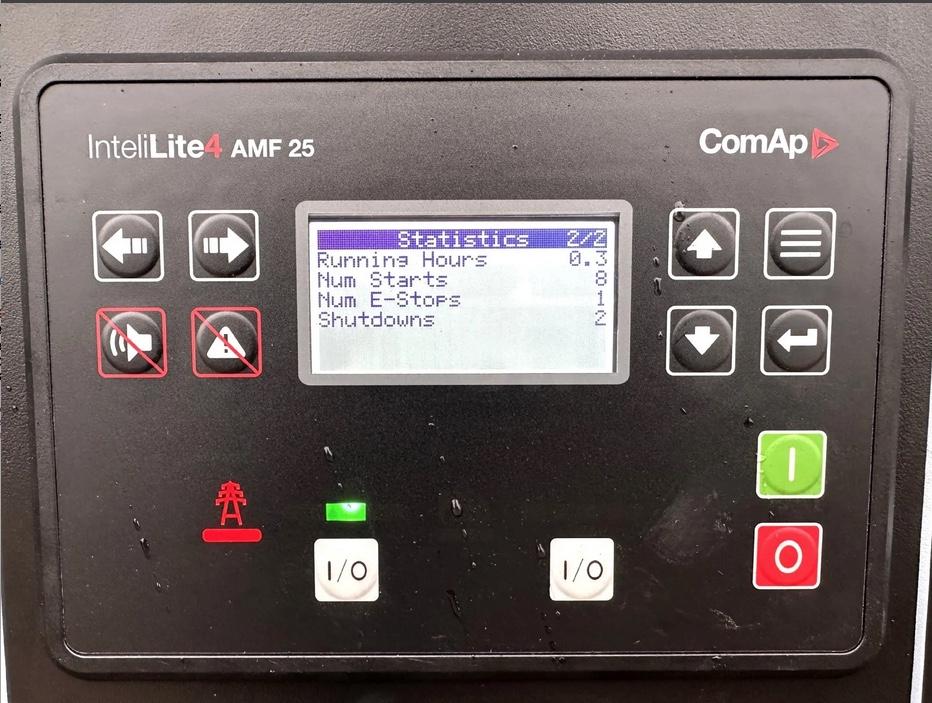 InteliLite4 AMF 25
ComAp
Statistics 2/2
Running Hours 0.3
Num Starts 8
Num E-Stops 1
Shutdowns 2
I
I/O
I/O
O